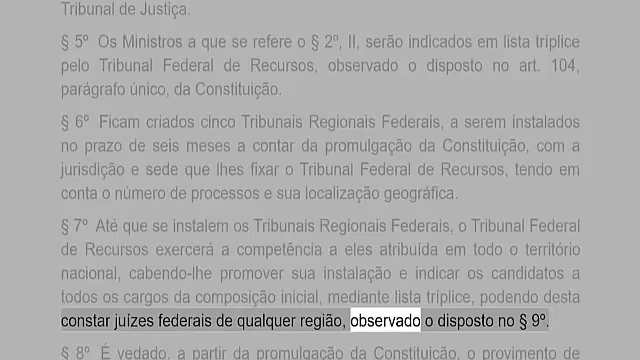 Tribunal de Justiça.
§ 5º Os Ministros a que se refere o § 2º, II, serão indicados em lista tríplice
pelo Tribunal Federal de Recursos, observado o disposto no art. 104,
parágrafo único, da Constituição.
§ 6º Ficam criados cinco Tribunais Regionais Federais, a serem instalados
no prazo de seis meses a contar da promulgação da Constituição, com a
jurisdição e sede que lhes fixar o Tribunal Federal de Recursos, tendo em
conta o número de processos e sua localização geográfica.
§ 7º Até que se instalem os Tribunais Regionais Federais, o Tribunal Federal
de Recursos exercerá a competência a eles atribuída em todo o território
nacional, cabendo-lhe promover sua instalação e indicar os candidatos a
todos os cargos da composição inicial, mediante lista tríplice, podendo desta
constar juízes federais de qualquer região, observado o disposto no § 9º.
§ 8º É vedado, a partir da promulgação da Constituição, o provimento de